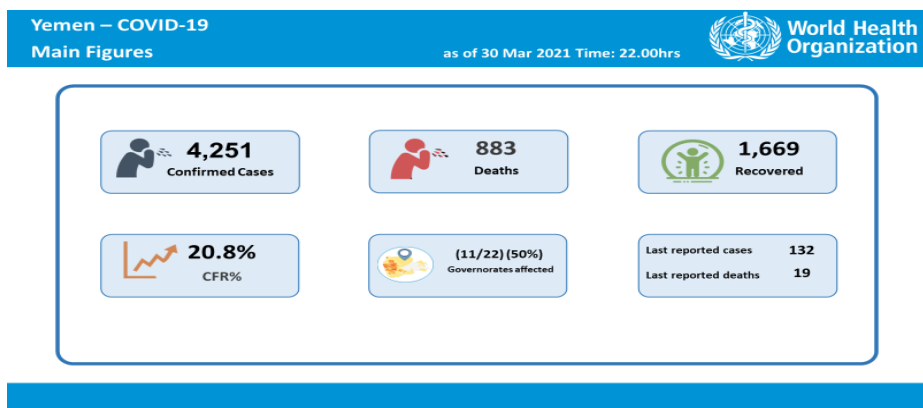 Yemen – COVID-19
Main Figures
as of 30 Mar 2021 Time: 22.00hrs
World Health
Organization
4,251
Confirmed Cases
883
Deaths
1,669
Recovered
20.8%
CFR%
(11/22) (50%)
Governorates affected
Last reported cases 132
Last reported deaths 19